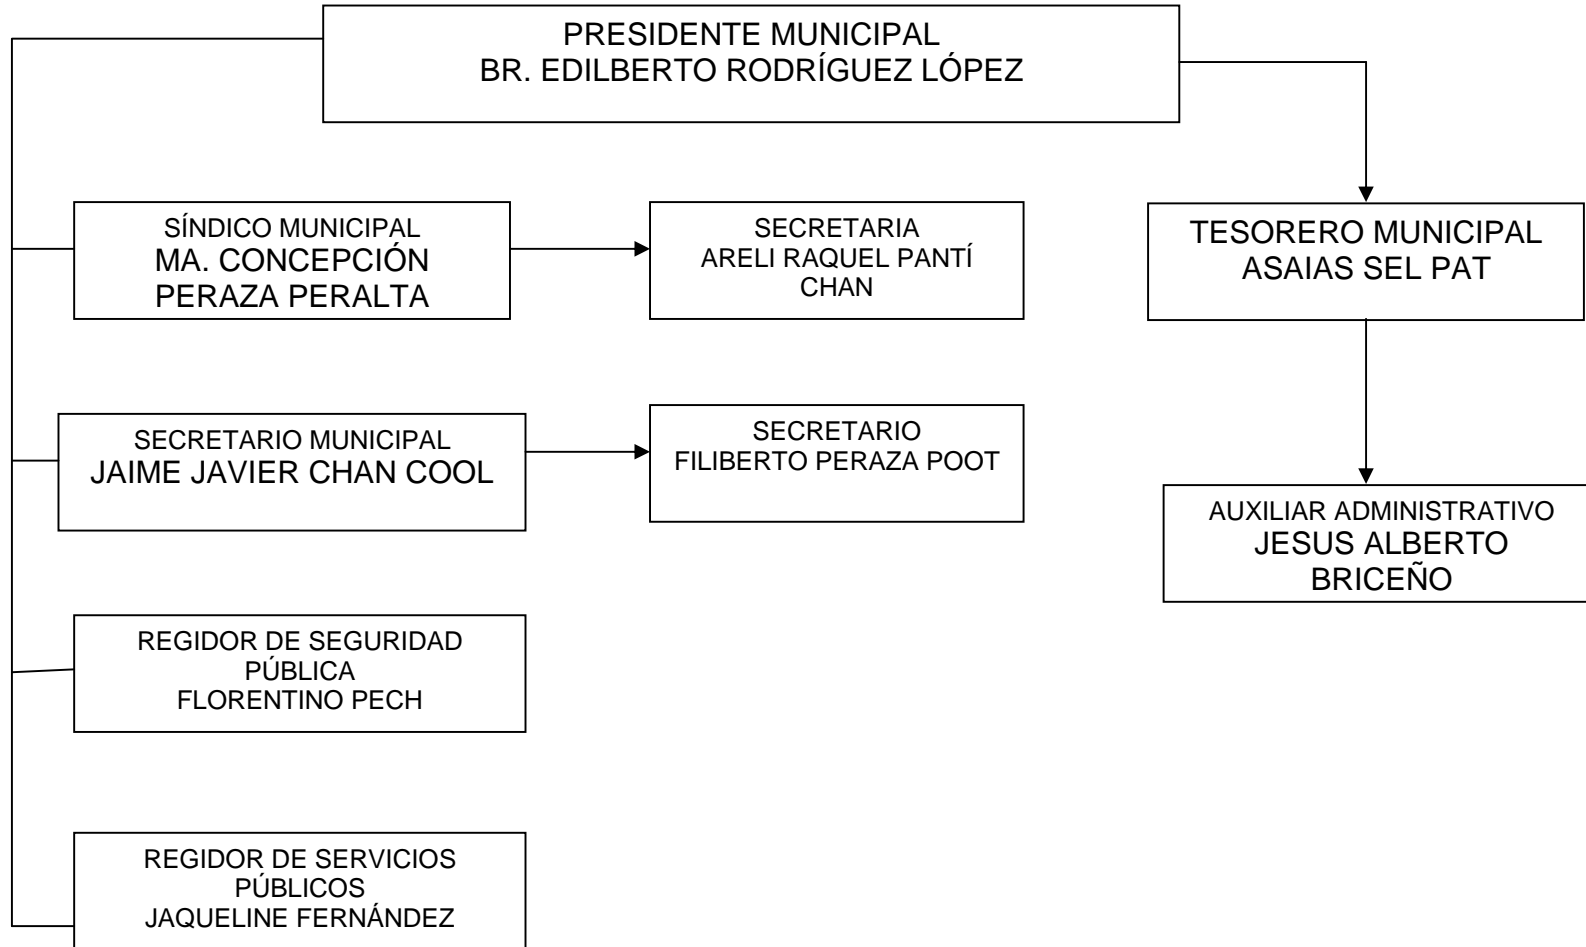 PRESIDENTE MUNICIPAL
BR. EDILBERTO RODRÍGUEZ LÓPEZ
SÍNDICO MUNICIPAL
MA. CONCEPCIÓN
PERAZA PERALTA
SECRETARIA
ARELI RAQUEL PANTÍ
CHAN
TESORERO MUNICIPAL
ASAIAS SEL PAT
SECRETARIO MUNICIPAL
JAIME JAVIER CHAN COOL
SECRETARIO
FILIBERTO PERAZA POOT
AUXILIAR ADMINISTRATIVO
JESUS ALBERTO
BRICEÑO
REGIDOR DE SEGURIDAD
PÚBLICA
FLORENTINO PECH
REGIDOR DE SERVICIOS
PÚBLICOS
JAQUELINE FERNÁNDEZ